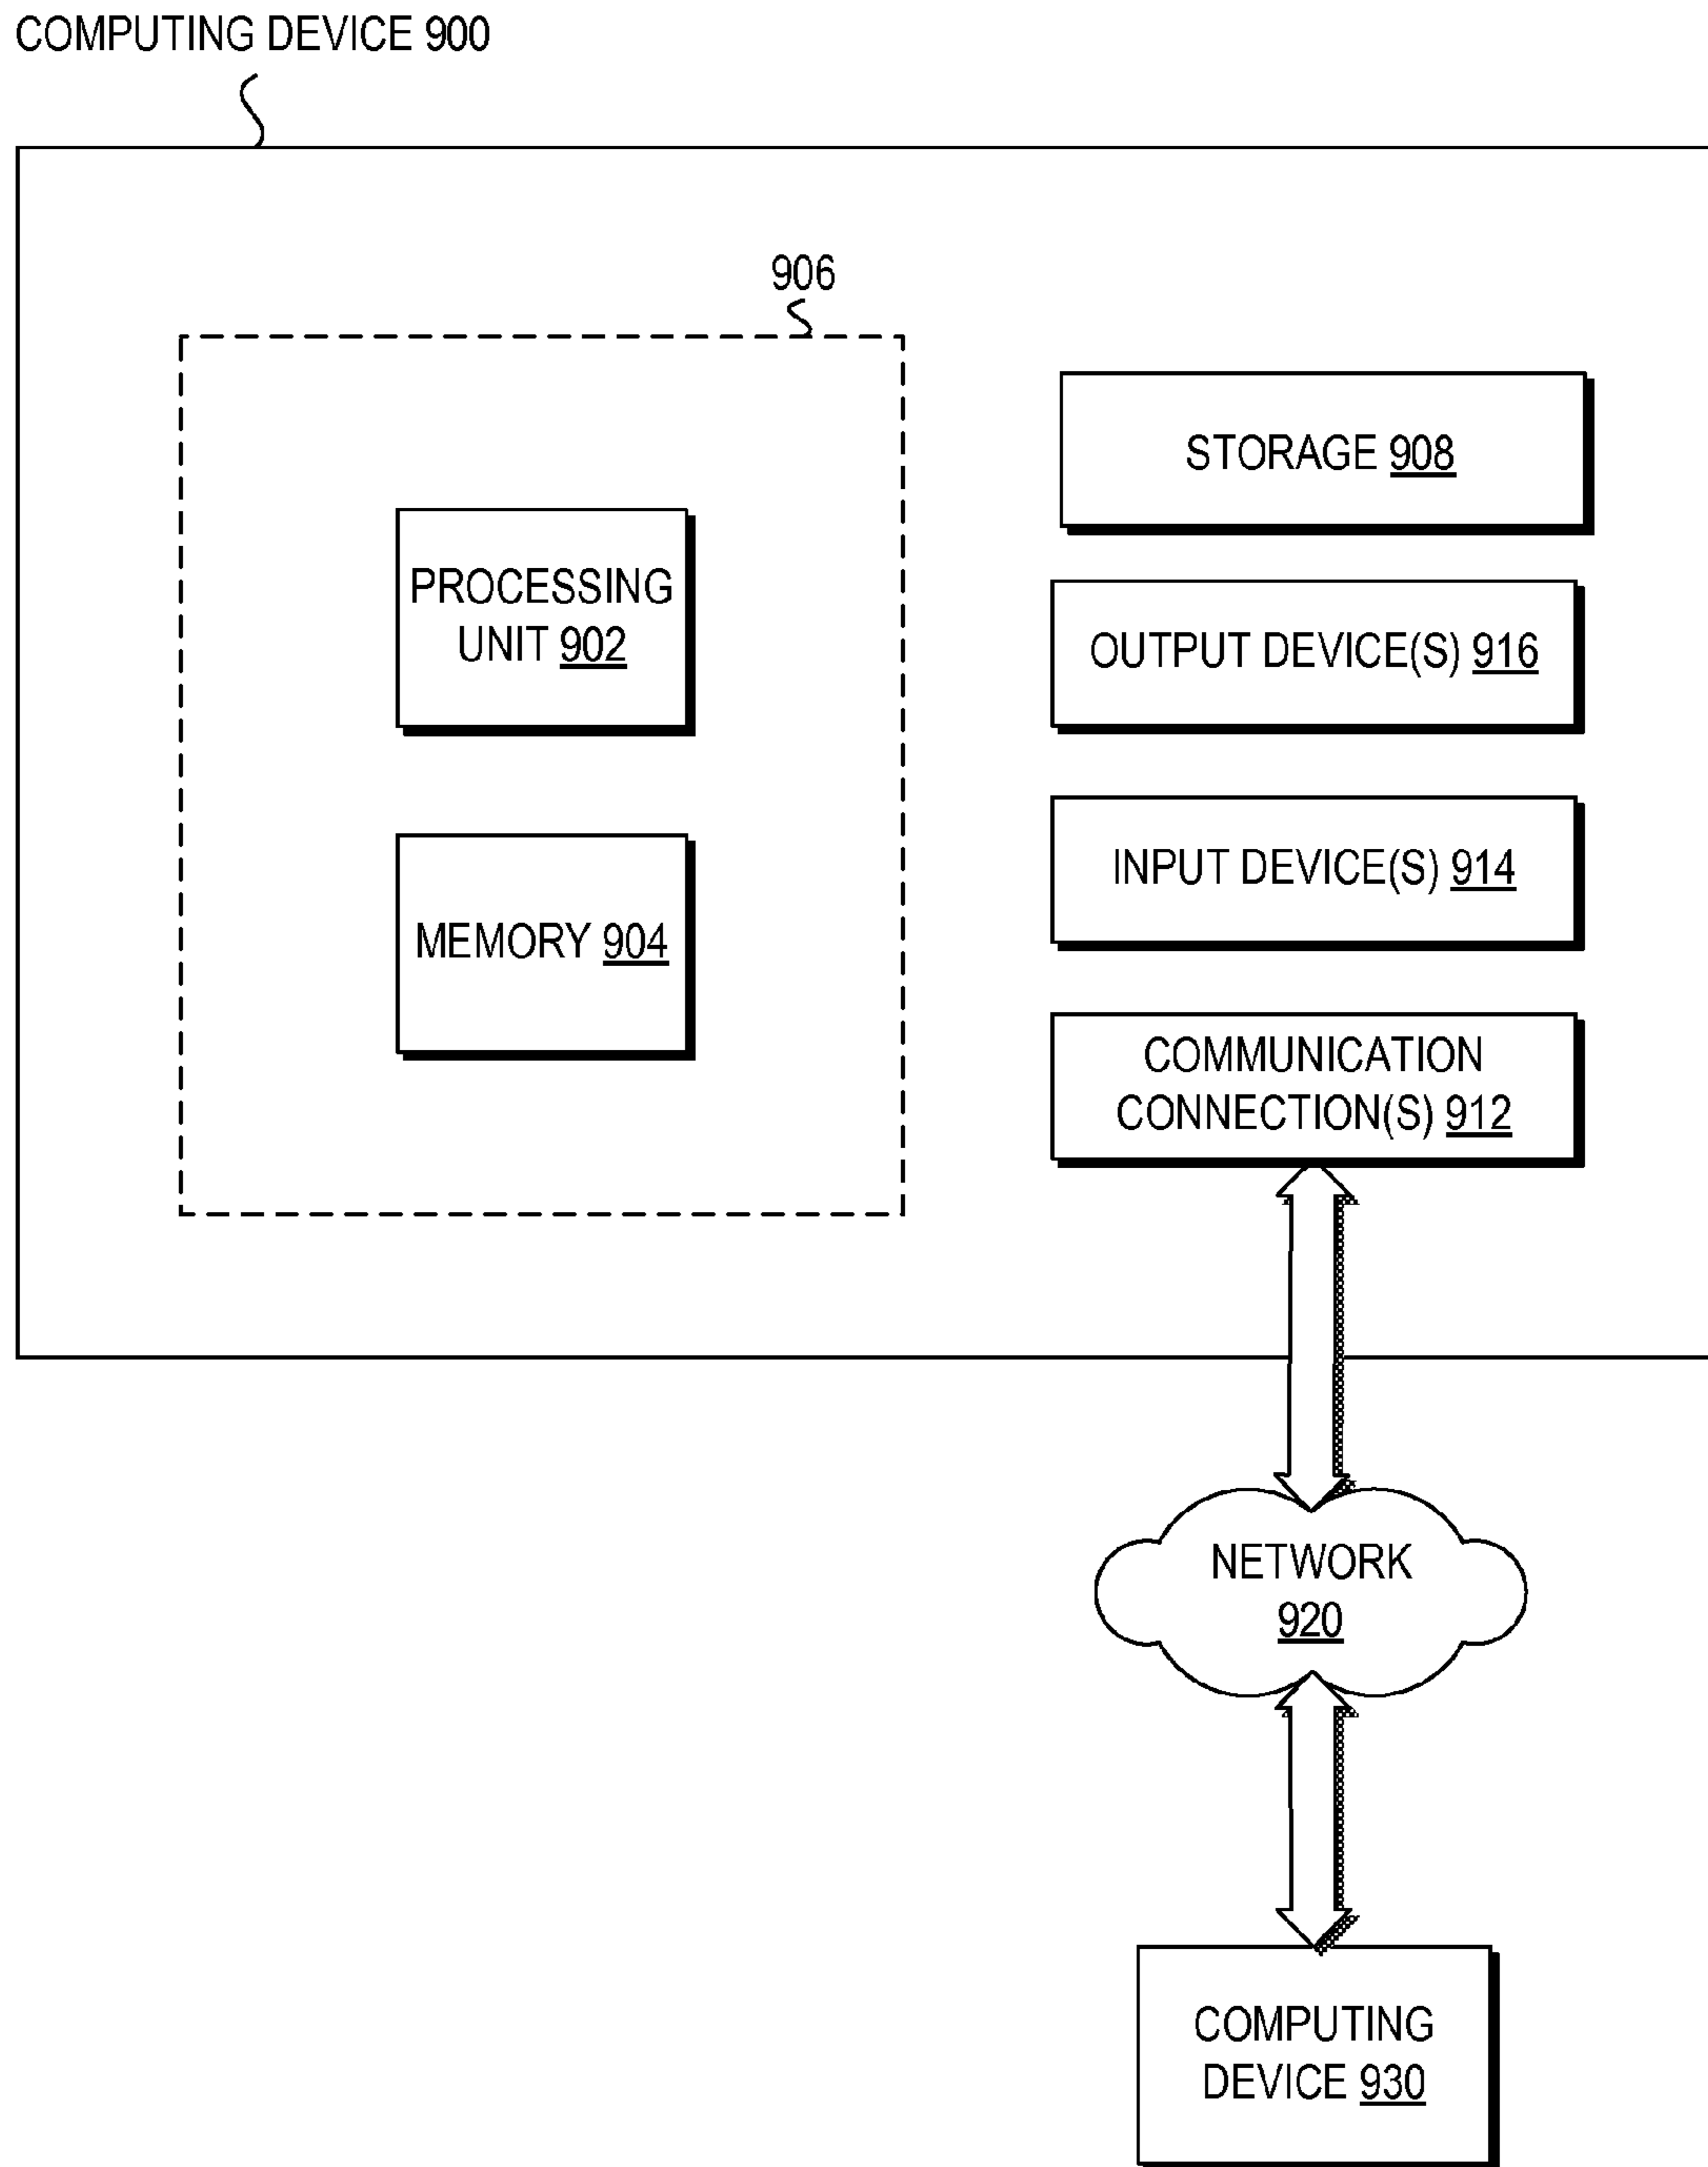 COMPUTING DEVICE 900
906
PROCESSING
UNIT 902
MEMORY 904
STORAGE 908
OUTPUT DEVICE(S) 916
INPUT DEVICE(S) 914
COMMUNICATION
CONNECTION(S) 912
NETWORK
920
COMPUTING
DEVICE 930